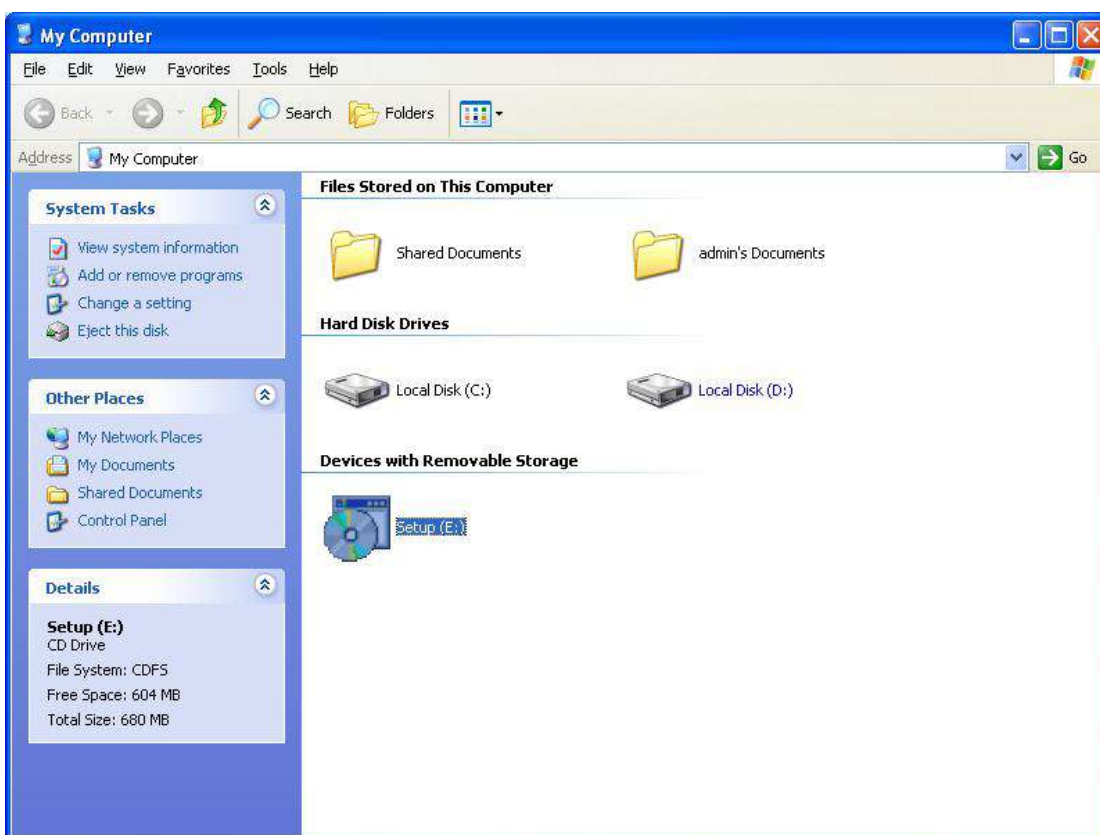 My Computer
File Edit View Favorites Tools Help
Back Search Folders
Address My Computer Go
System Tasks
View system information
Add or remove programs
Change a setting
Eject this disk
Other Places
My Network Places
My Documents
Shared Documents
Control Panel
Details
Setup (E:)
CD Drive
File System: CDFS
Free Space: 604 MB
Total Size: 680 MB
Files Stored on This Computer
Shared Documents
admin's Documents
Hard Disk Drives
Local Disk (C:)
Local Disk (D:)
Devices with Removable Storage
Setup (E:)